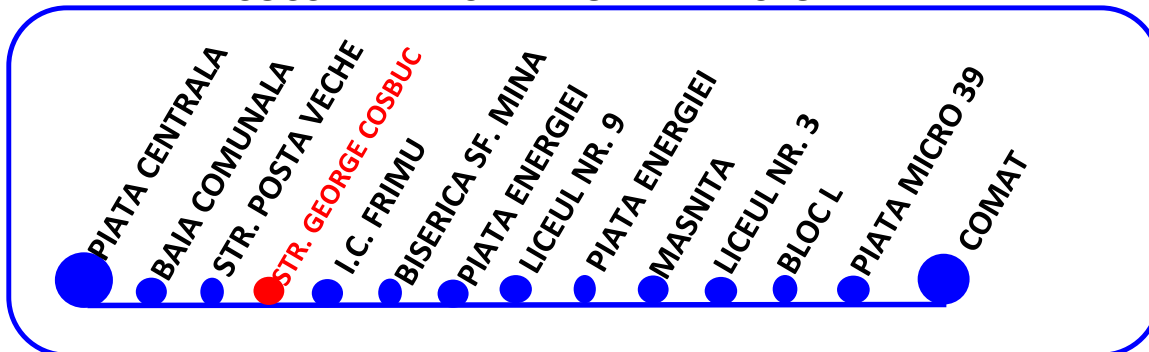 PIATA CENTRALA
BAIA COMUNALA
STR. POSTA VECHE
STR. GEORGE COSBUC
I.C. FRIMU
BISERICA SF. MINA
PIATA ENERGIEI
LICEUL NR. 9
PIATA ENERGIEI
MASNITA
LICEUL NR. 3
BLOC L
PIATA MICRO 39
COMAT